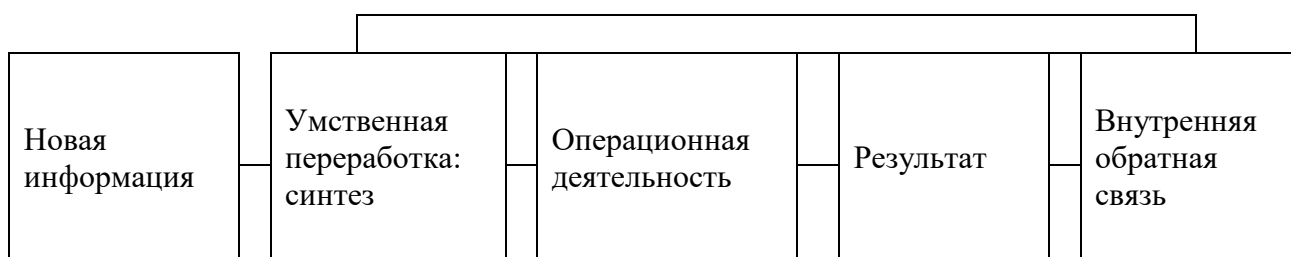 Новая
информация
Умственная
переработка:
синтез
Операционная
деятельность
Результат
Внутренняя
обратная
связь